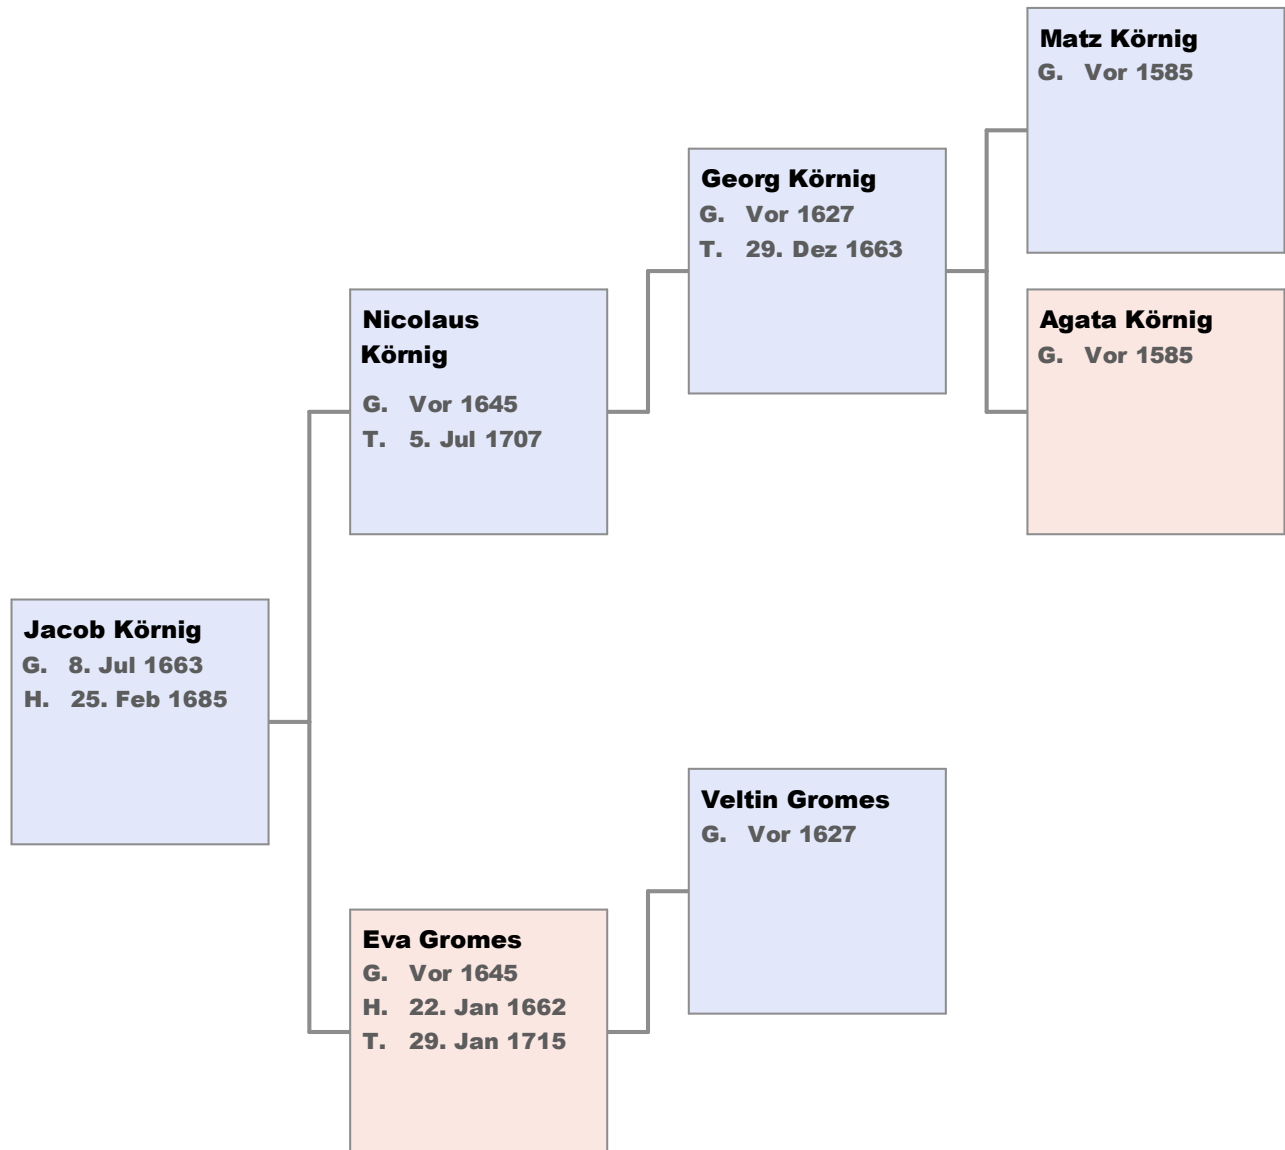 Matz Körnig
G. Vor 1585
Georg Körnig
G. Vor 1627
T. 29. Dez 1663
Agata Körnig
G. Vor 1585
Nicolaus
Körnig
G. Vor 1645
T. 5. Jul 1707
Jacob Körnig
G. 8. Jul 1663
H. 25. Feb 1685
Veltin Gromes
G. Vor 1627
Eva Gromes
G. Vor 1645
H. 22. Jan 1662
T. 29. Jan 1715